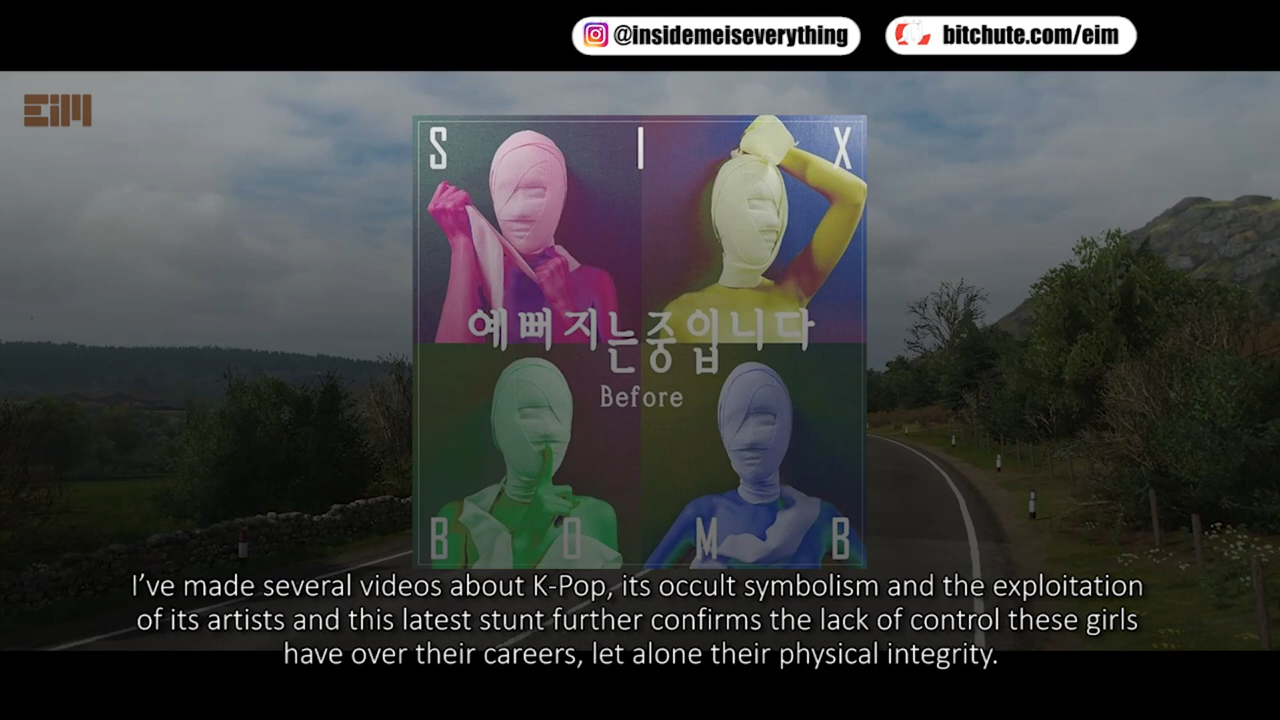 @insidemeiseverything
bitchute.com/eim
EiM
S I X
예뻐지는중입니다
Before
B O M B
I've made several videos about K-Pop, its occult symbolism and the exploitation
of its artists and this latest stunt further confirms the lack of control these girls
have over their careers, let alone their physical integrity.